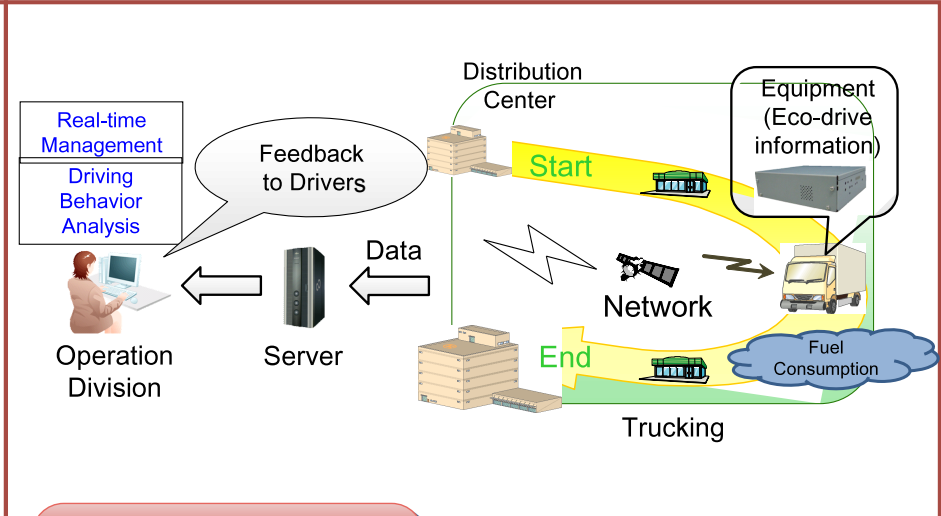 Distribution
Center
Equipment
(Eco-drive
information)
Real-time
Management
Driving
Behavior
Analysis
Feedback
to Drivers
Start
Data
Network
Operation
Division
Server
End
Fuel
Consumption
Trucking